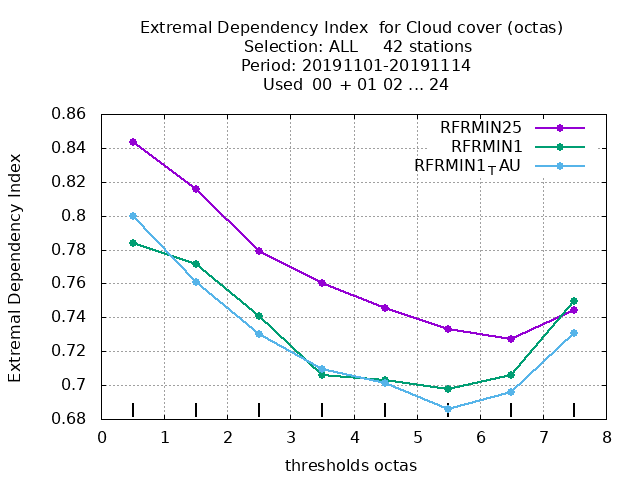 Extremal Dependency Index  for Cloud cover (octas)
Selection: ALL     42 stations
Period: 20191101-20191114
Used  00  + 01 02 ... 24
RFRMIN25
RFRMIN1
RFRMIN1TAU
Extremal Dependency Index
0.86
0.84
0.82
0.8
0.78
0.76
0.74
0.72
0.7
0.68
0 1 2 3 4 5 6 7 8
thresholds octas